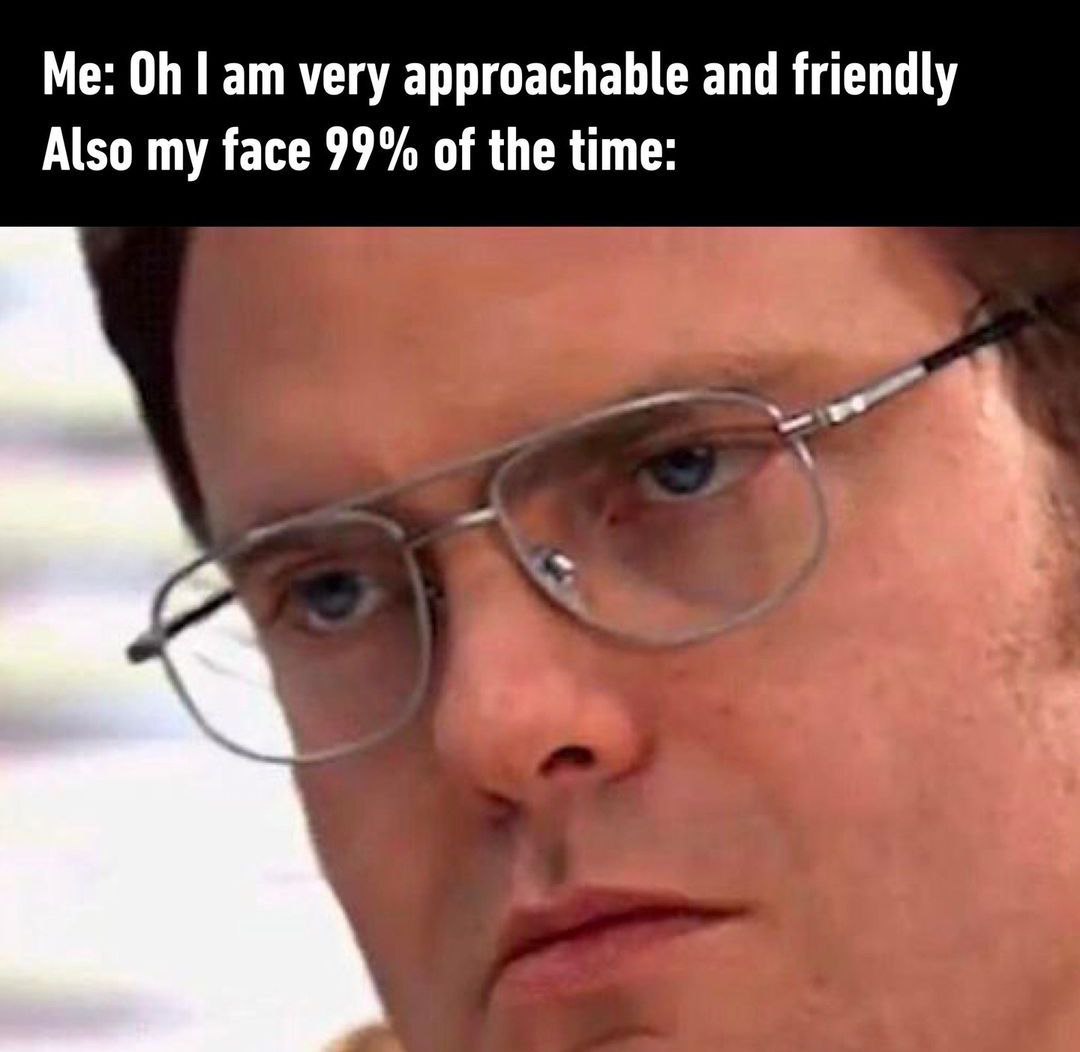 Me: Oh I am very approachable and friendly
Also my face 99% of the time: